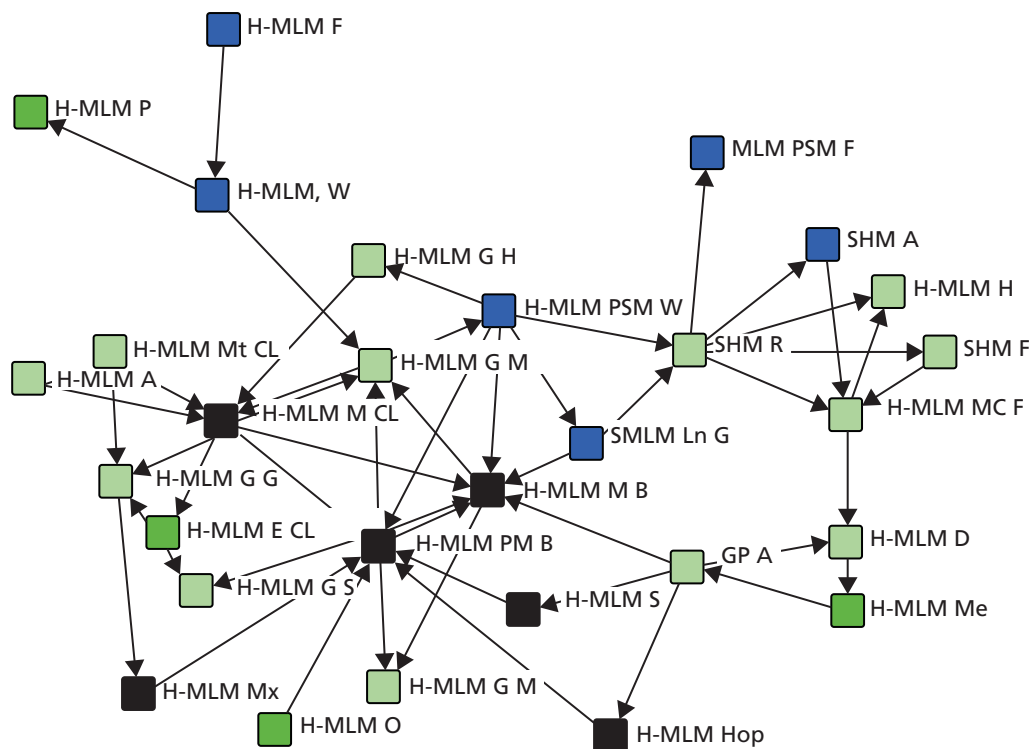 H-MLM F
H-MLM P
MLM PSM F
H-MLM, W
SHM A
H-MLM G H
H-MLM H
H-MLM PSM W
H-MLM Mt CL
SHM R
SHM F
H-MLM G M
H-MLM A
H-MLM M CL
H-MLM MC F
SMLM Ln G
H-MLM G G
H-MLM M B
H-MLM E CL
H-MLM PM B
H-MLM D
GP A
H-MLM G S
H-MLM S
H-MLM Me
H-MLM Mx
H-MLM G M
H-MLM O
H-MLM Hop